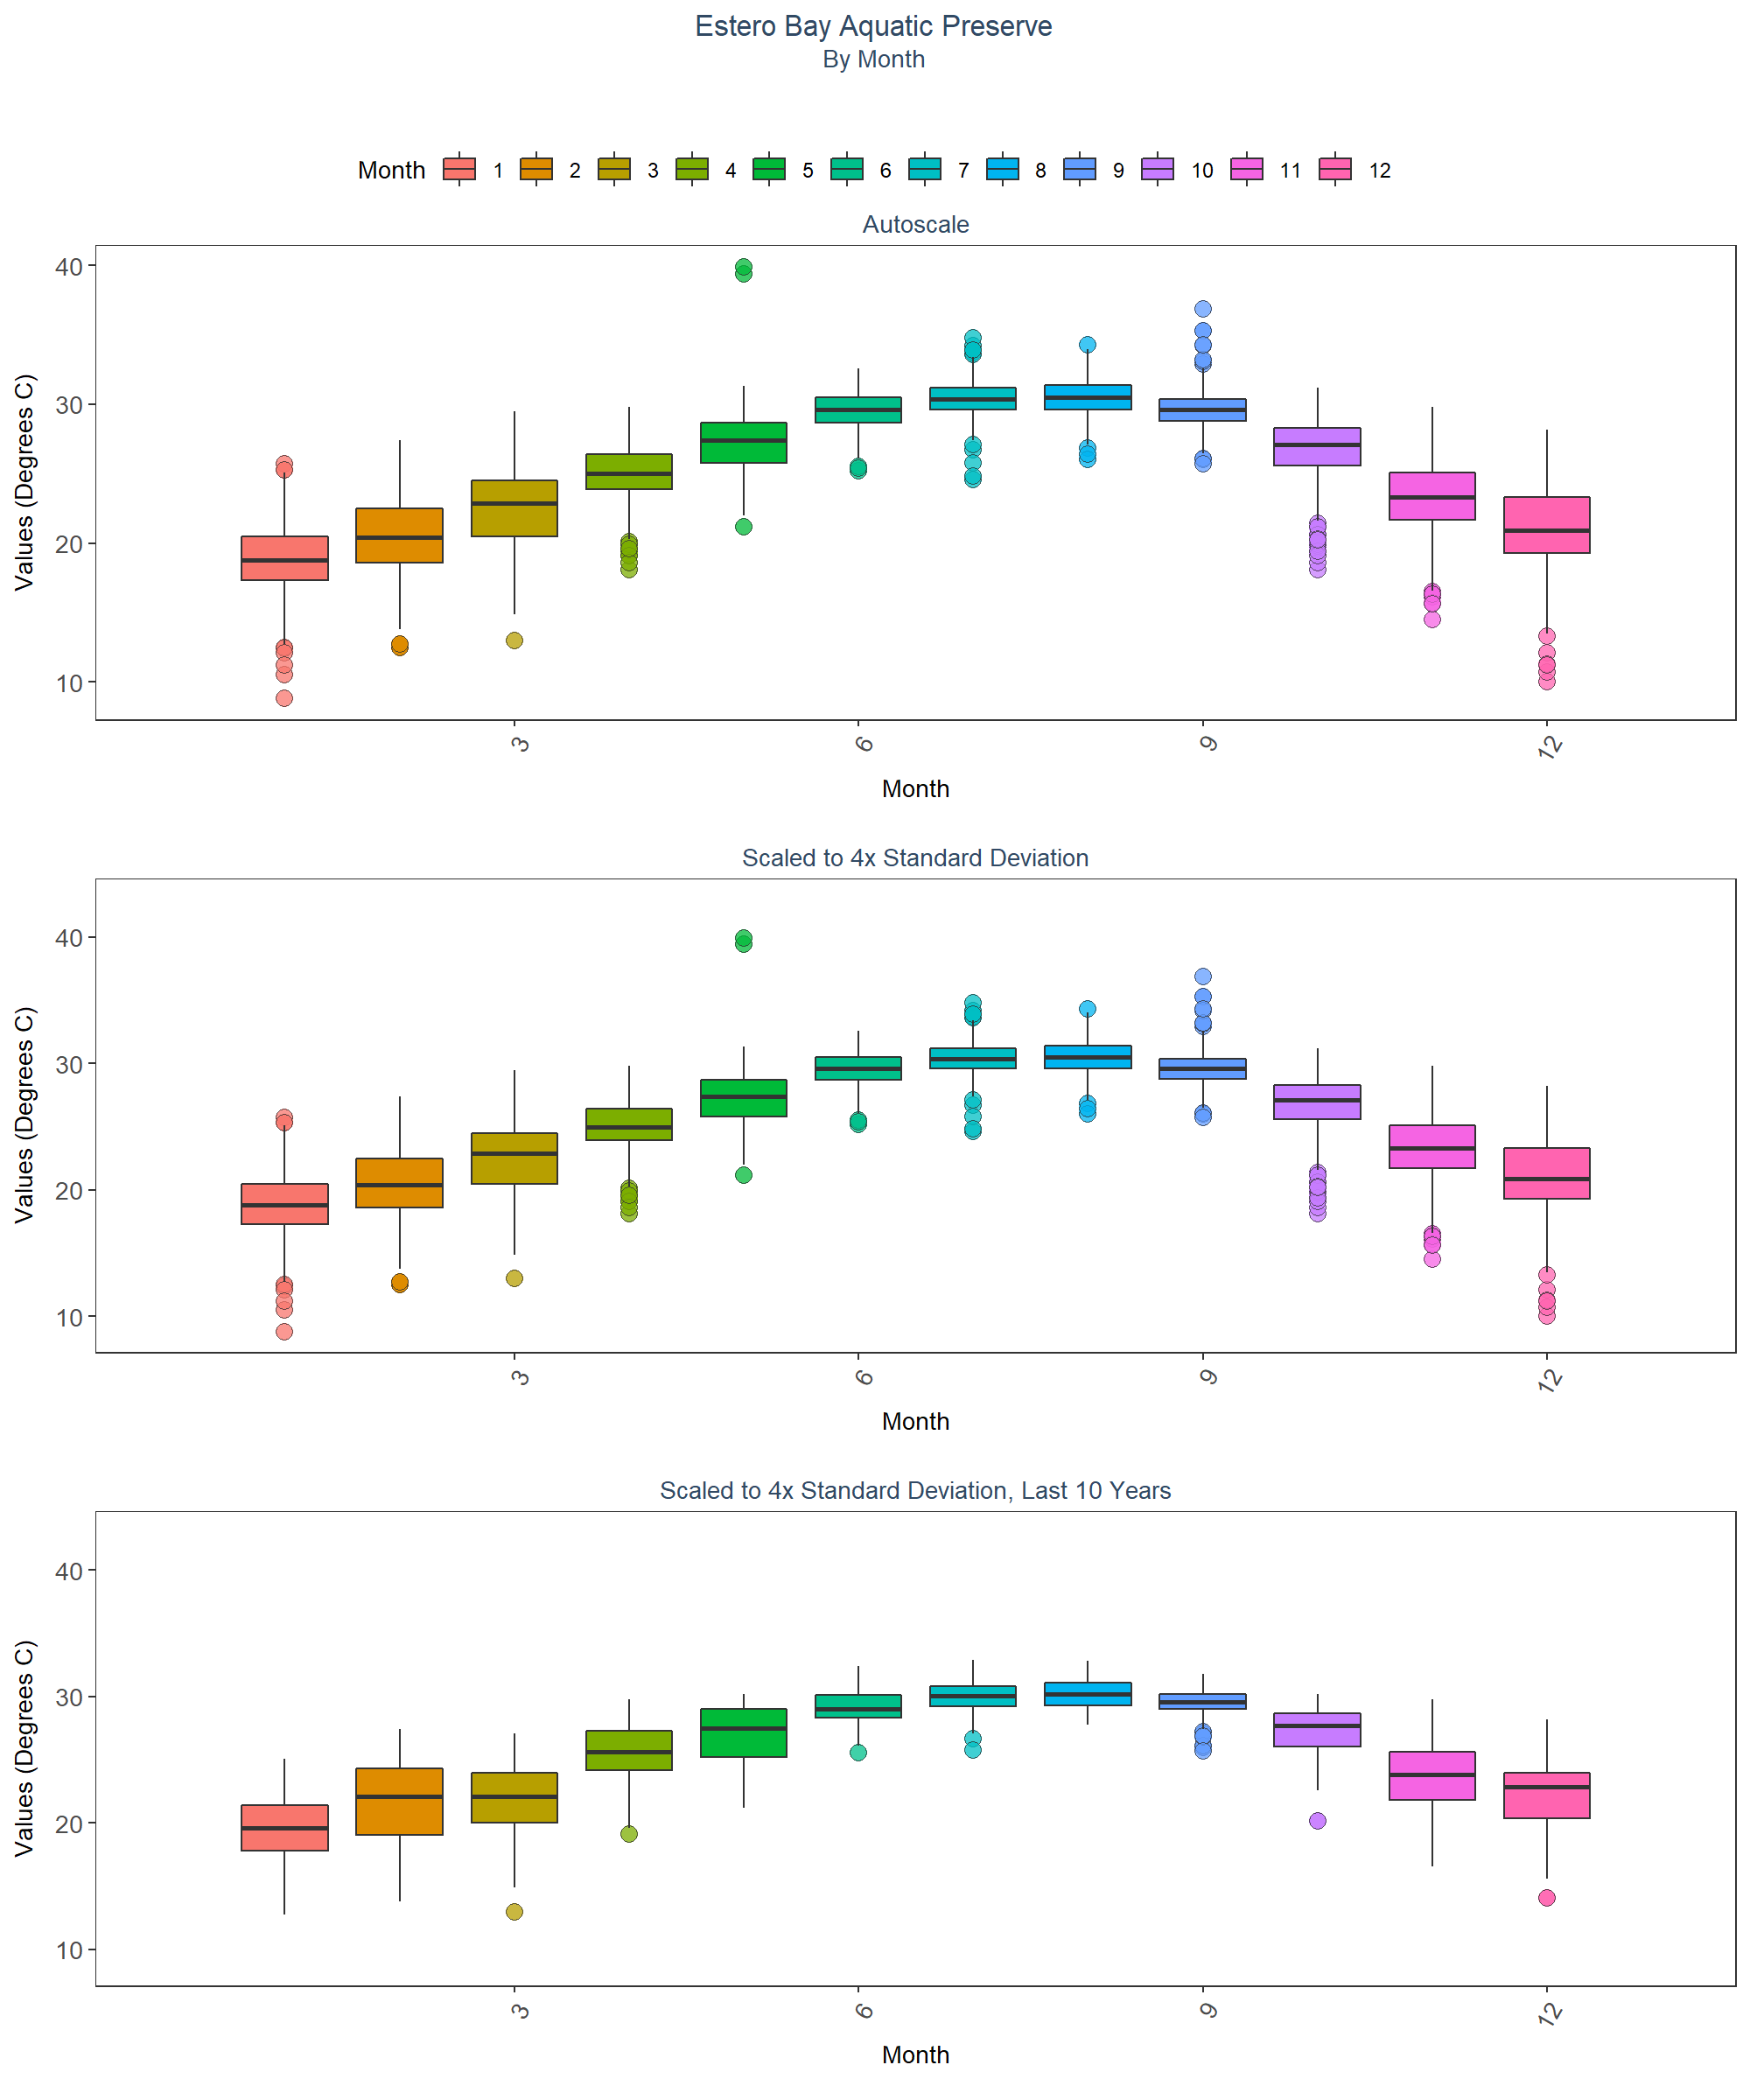 Estero Bay Aquatic Preserve
By Month
Month 1 2 3 4 5 6 7 8 9 10 11 12
Autoscale
Values (Degrees C)
40
30
20
10
3 6 9 12
Month
Scaled to 4x Standard Deviation
Values (Degrees C)
40
30
20
10
3 6 9 12
Month
Scaled to 4x Standard Deviation, Last 10 Years
Values (Degrees C)
40
30
20
10
3 6 9 12
Month